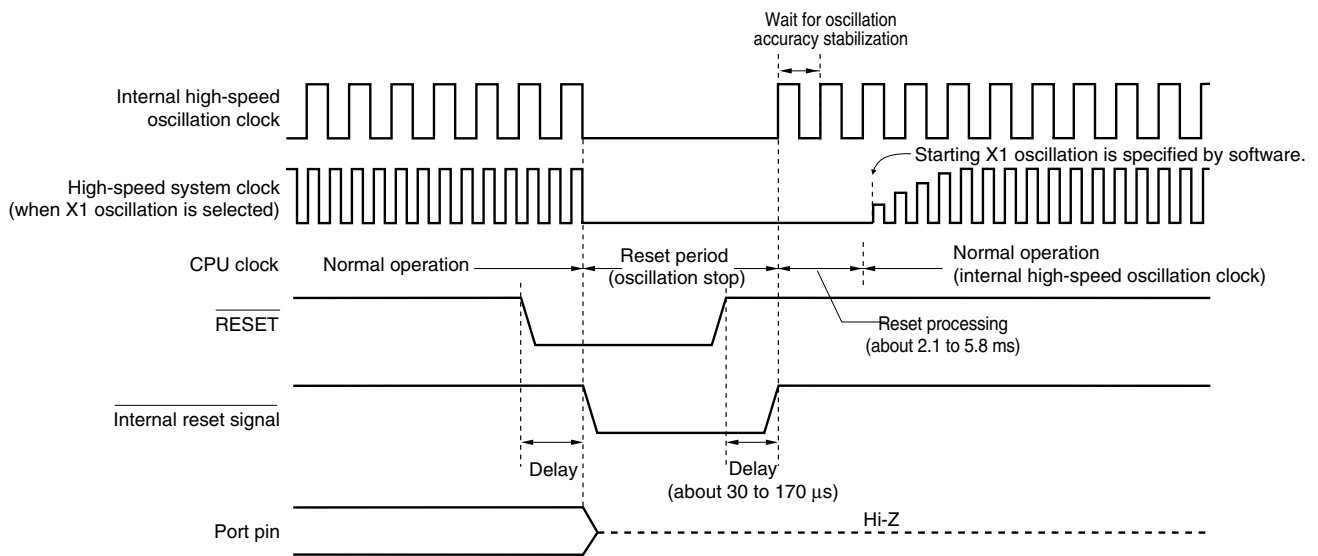 Wait for oscillation
accuracy stabilization
Internal high-speed
oscillation clock
Starting X1 oscillation is specified by software.
High-speed system clock
(when X1 oscillation is selected)
CPU clock
Normal operation
Reset period
(oscillation stop)
Normal operation
(internal high-speed oscillation clock)
RESET
Reset processing
(about 2.1 to 5.8 ms)
Internal reset signal
Delay
Delay
(about 30 to 170 μs)
Port pin
Hi-Z